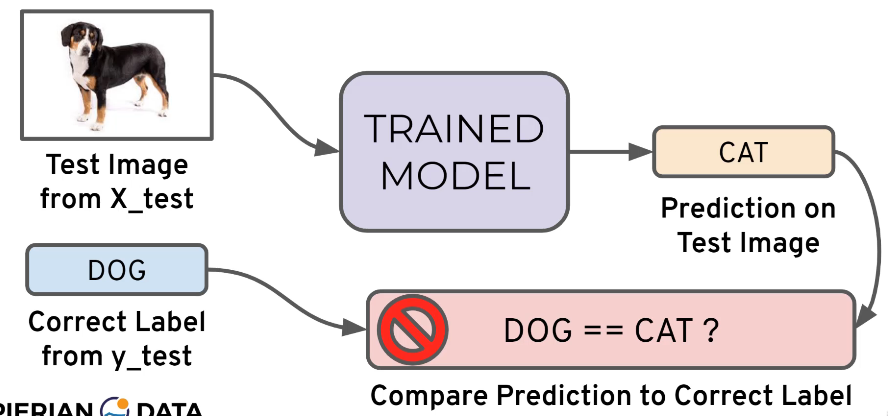 TRAINED
MODEL
CAT
Test Image
from X_test
Prediction on
Test Image
DOG
Correct Label
from y_test
DOG == CAT ?
Compare Prediction to Correct Label
PIERIAN DATA